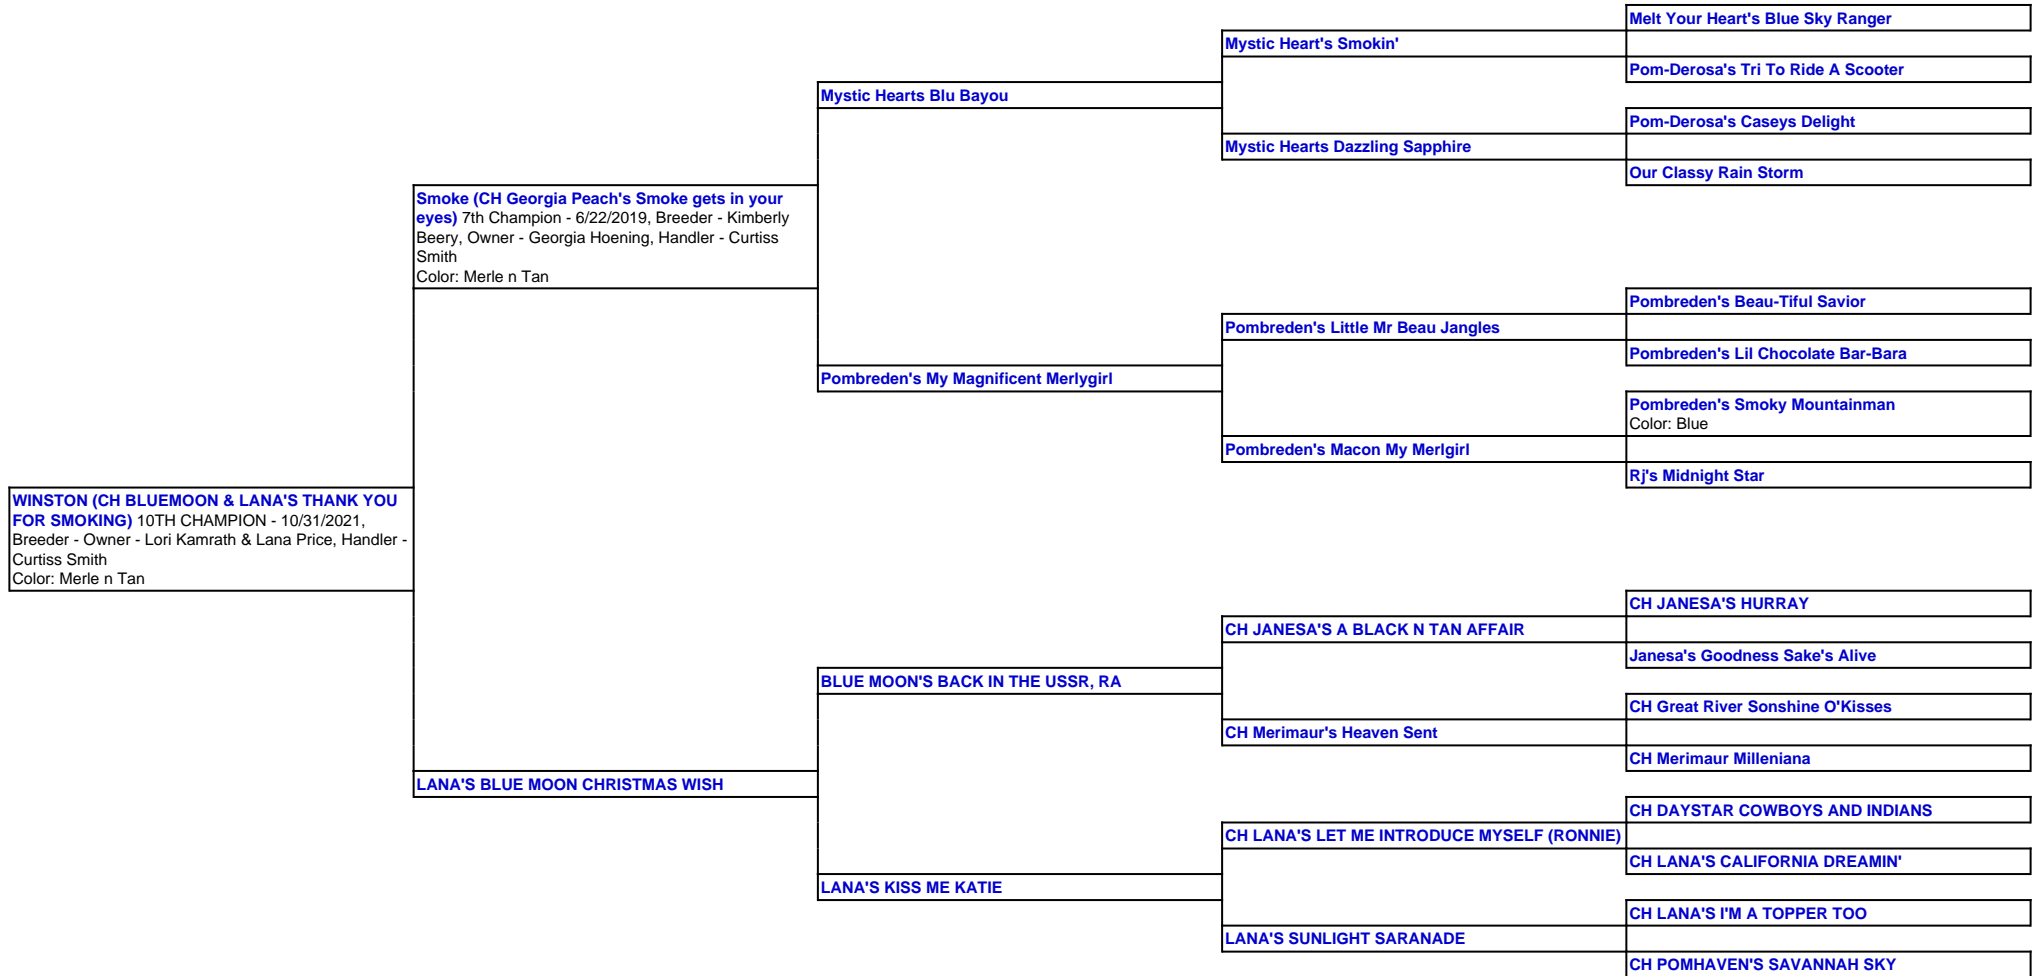 Melt Your Heart's Blue Sky Ranger
Mystic Heart's Smokin'
Pom-Derosa's Tri To Ride A Scooter
Mystic Hearts Blu Bayou
Pom-Derosa's Caseys Delight
Mystic Hearts Dazzling Sapphire
Our Classy Rain Storm
Smoke (CH Georgia Peach's Smoke gets in your
eyes) 7th Champion - 6/22/2019, Breeder - Kimberly
Beery, Owner - Georgia Hoening, Handler - Curtiss
Smith
Color: Merle n Tan
Pombreden's Beau-Tiful Savior
Pombreden's Little Mr Beau Jangles
Pombreden's Lil Chocolate Bar-Bara
Pombreden's My Magnificent Merlygirl
Pombreden's Smoky Mountainman
Color: Blue
Pombreden's Macon My Merlgirl
Rj's Midnight Star
WINSTON (CH BLUEMOON & LANA'S THANK YOU
FOR SMOKING) 10TH CHAMPION - 10/31/2021,
Breeder - Owner - Lori Kamrath & Lana Price, Handler -
Curtiss Smith
Color: Merle n Tan
CH JANESA'S HURRAY
CH JANESA'S A BLACK N TAN AFFAIR
Janesa's Goodness Sake's Alive
BLUE MOON'S BACK IN THE USSR, RA
CH Great River Sonshine O'Kisses
CH Merimaur's Heaven Sent
CH Merimaur Milleniana
LANA'S BLUE MOON CHRISTMAS WISH
CH DAYSTAR COWBOYS AND INDIANS
CH LANA'S LET ME INTRODUCE MYSELF (RONNIE)
CH LANA'S CALIFORNIA DREAMIN'
LANA'S KISS ME KATIE
CH LANA'S I'M A TOPPER TOO
LANA'S SUNLIGHT SARANADE
CH POMHAVEN'S SAVANNAH SKY